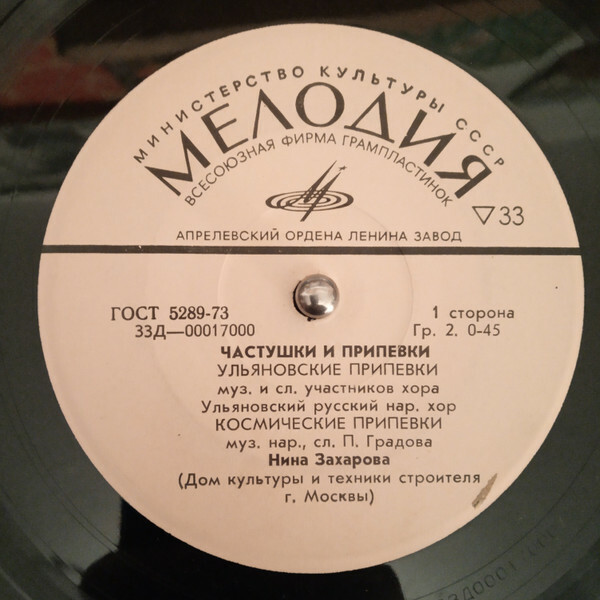 МИНИСТЕРСТВО КУЛЬТУРЫ СССР
МЕЛОДИЯ
ВСЕСОЮЗНАЯ ФИРМА ГРАМПЛАСТИНОК
▽33
АПРЕЛЕВСКИЙ ОРДЕНА ЛЕНИНА ЗАВОД
ГОСТ 5289-73
1 сторона
33Д—00017000
Гр. 2. 0-45
ЧАСТУШКИ И ПРИПЕВКИ
УЛЬЯНОВСКИЕ ПРИПЕВКИ
муз. и сл. участников хора
Ульяновский русский нар. хор
КОСМИЧЕСКИЕ ПРИПЕВКИ
муз. нар., сл. П. Градова
Нина Захарова
(Дом культуры и техники строителя
г. Москвы)